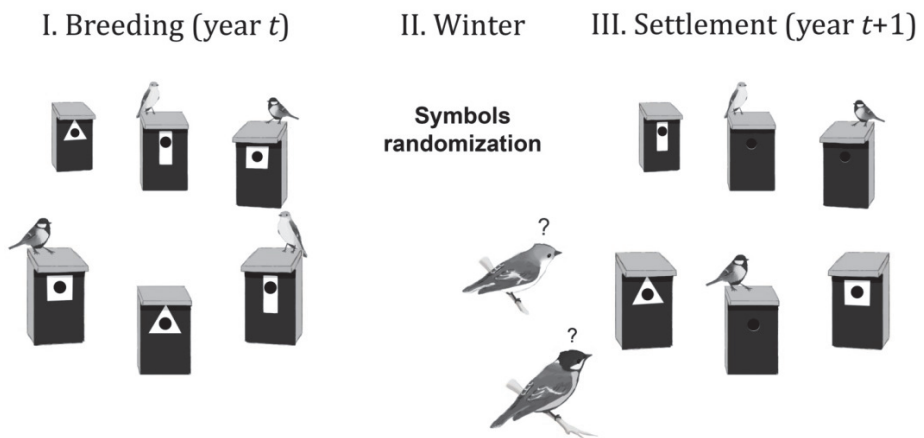 I. Breeding (year t)
II. Winter
III. Settlement (year t+1)
Symbols
randomization
?
?